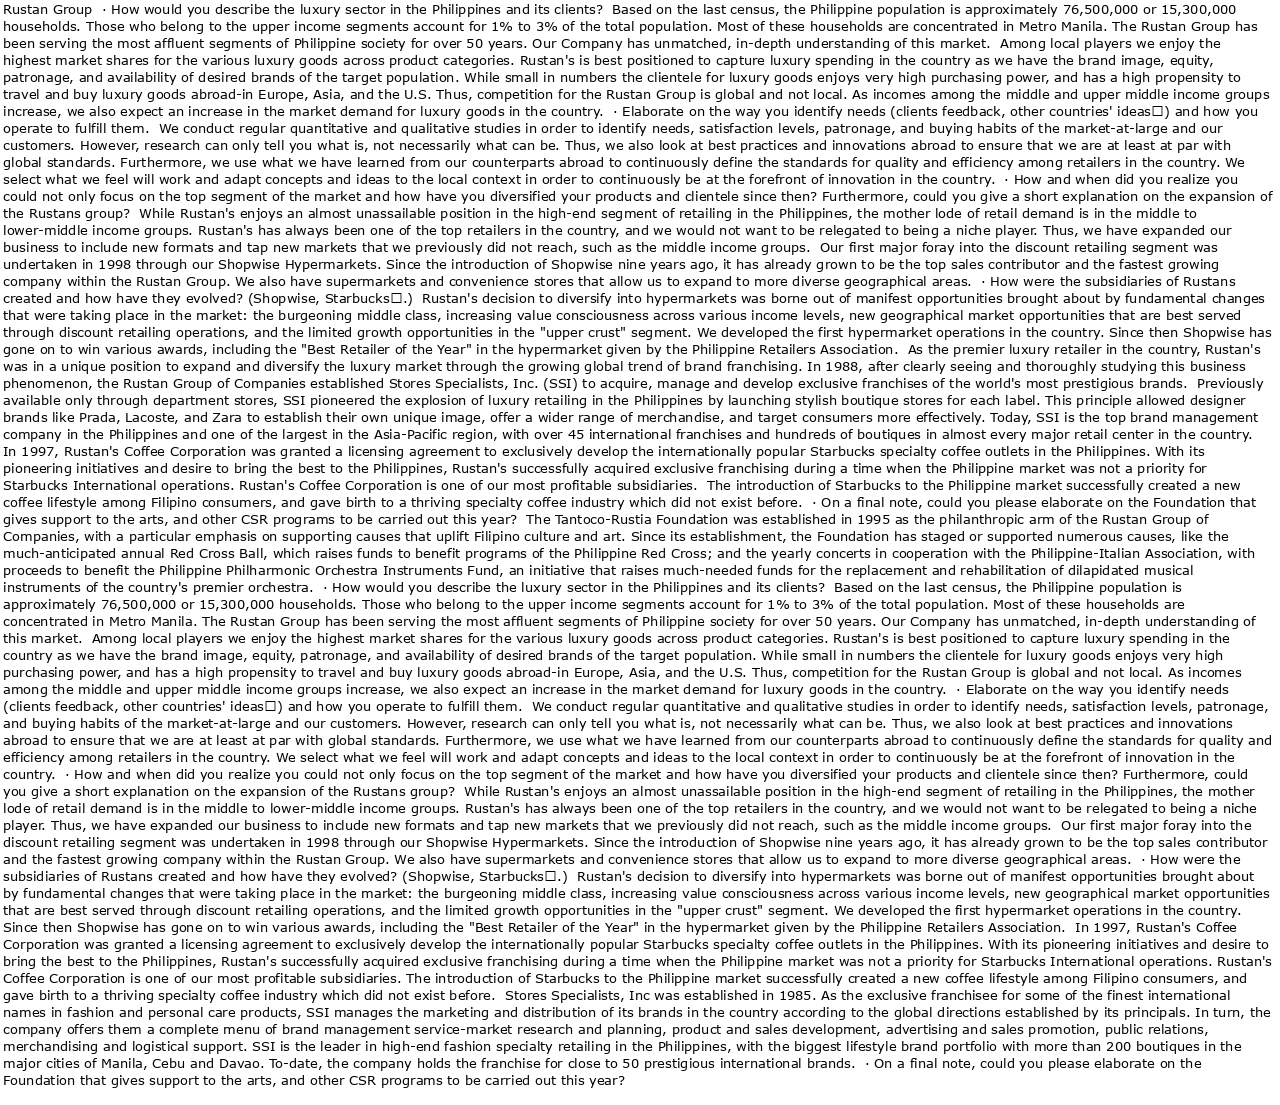 Rustan Group  · How would you describe the luxury sector in the Philippines and its clients?  Based on the last census, the Philippine population is approximately 76,500,000 or 15,300,000
households. Those who belong to the upper income segments account for 1% to 3% of the total population. Most of these households are concentrated in Metro Manila. The Rustan Group has
been serving the most affluent segments of Philippine society for over 50 years. Our Company has unmatched, in-depth understanding of this market.  Among local players we enjoy the
highest market shares for the various luxury goods across product categories. Rustan's is best positioned to capture luxury spending in the country as we have the brand image, equity,
patronage, and availability of desired brands of the target population. While small in numbers the clientele for luxury goods enjoys very high purchasing power, and has a high propensity to
travel and buy luxury goods abroad-in Europe, Asia, and the U.S. Thus, competition for the Rustan Group is global and not local. As incomes among the middle and upper middle income groups
increase, we also expect an increase in the market demand for luxury goods in the country.  · Elaborate on the way you identify needs (clients feedback, other countries' ideas□) and how you
operate to fulfill them.  We conduct regular quantitative and qualitative studies in order to identify needs, satisfaction levels, patronage, and buying habits of the market-at-large and our
customers. However, research can only tell you what is, not necessarily what can be. Thus, we also look at best practices and innovations abroad to ensure that we are at least at par with
global standards. Furthermore, we use what we have learned from our counterparts abroad to continuously define the standards for quality and efficiency among retailers in the country. We
select what we feel will work and adapt concepts and ideas to the local context in order to continuously be at the forefront of innovation in the country.  · How and when did you realize you
could not only focus on the top segment of the market and how have you diversified your products and clientele since then? Furthermore, could you give a short explanation on the expansion of
the Rustans group?  While Rustan's enjoys an almost unassailable position in the high-end segment of retailing in the Philippines, the mother lode of retail demand is in the middle to
lower-middle income groups. Rustan's has always been one of the top retailers in the country, and we would not want to be relegated to being a niche player. Thus, we have expanded our
business to include new formats and tap new markets that we previously did not reach, such as the middle income groups.  Our first major foray into the discount retailing segment was
undertaken in 1998 through our Shopwise Hypermarkets. Since the introduction of Shopwise nine years ago, it has already grown to be the top sales contributor and the fastest growing
company within the Rustan Group. We also have supermarkets and convenience stores that allow us to expand to more diverse geographical areas.  · How were the subsidiaries of Rustans
created and how have they evolved? (Shopwise, Starbucks□.)  Rustan's decision to diversify into hypermarkets was borne out of manifest opportunities brought about by fundamental changes
that were taking place in the market: the burgeoning middle class, increasing value consciousness across various income levels, new geographical market opportunities that are best served
through discount retailing operations, and the limited growth opportunities in the "upper crust" segment. We developed the first hypermarket operations in the country. Since then Shopwise has
gone on to win various awards, including the "Best Retailer of the Year" in the hypermarket given by the Philippine Retailers Association.  As the premier luxury retailer in the country, Rustan's
was in a unique position to expand and diversify the luxury market through the growing global trend of brand franchising. In 1988, after clearly seeing and thoroughly studying this business
phenomenon, the Rustan Group of Companies established Stores Specialists, Inc. (SSI) to acquire, manage and develop exclusive franchises of the world's most prestigious brands.  Previously
available only through department stores, SSI pioneered the explosion of luxury retailing in the Philippines by launching stylish boutique stores for each label. This principle allowed designer
brands like Prada, Lacoste, and Zara to establish their own unique image, offer a wider range of merchandise, and target consumers more effectively. Today, SSI is the top brand management
company in the Philippines and one of the largest in the Asia-Pacific region, with over 45 international franchises and hundreds of boutiques in almost every major retail center in the country.
In 1997, Rustan's Coffee Corporation was granted a licensing agreement to exclusively develop the internationally popular Starbucks specialty coffee outlets in the Philippines. With its
pioneering initiatives and desire to bring the best to the Philippines, Rustan's successfully acquired exclusive franchising during a time when the Philippine market was not a priority for
Starbucks International operations. Rustan's Coffee Corporation is one of our most profitable subsidiaries.  The introduction of Starbucks to the Philippine market successfully created a new
coffee lifestyle among Filipino consumers, and gave birth to a thriving specialty coffee industry which did not exist before.  · On a final note, could you please elaborate on the Foundation that
gives support to the arts, and other CSR programs to be carried out this year?  The Tantoco-Rustia Foundation was established in 1995 as the philanthropic arm of the Rustan Group of
Companies, with a particular emphasis on supporting causes that uplift Filipino culture and art. Since its establishment, the Foundation has staged or supported numerous causes, like the
much-anticipated annual Red Cross Ball, which raises funds to benefit programs of the Philippine Red Cross; and the yearly concerts in cooperation with the Philippine-Italian Association, with
proceeds to benefit the Philippine Philharmonic Orchestra Instruments Fund, an initiative that raises much-needed funds for the replacement and rehabilitation of dilapidated musical
instruments of the country's premier orchestra.  · How would you describe the luxury sector in the Philippines and its clients?  Based on the last census, the Philippine population is
approximately 76,500,000 or 15,300,000 households. Those who belong to the upper income segments account for 1% to 3% of the total population. Most of these households are
concentrated in Metro Manila. The Rustan Group has been serving the most affluent segments of Philippine society for over 50 years. Our Company has unmatched, in-depth understanding of
this market.  Among local players we enjoy the highest market shares for the various luxury goods across product categories. Rustan's is best positioned to capture luxury spending in the
country as we have the brand image, equity, patronage, and availability of desired brands of the target population. While small in numbers the clientele for luxury goods enjoys very high
purchasing power, and has a high propensity to travel and buy luxury goods abroad-in Europe, Asia, and the U.S. Thus, competition for the Rustan Group is global and not local. As incomes
among the middle and upper middle income groups increase, we also expect an increase in the market demand for luxury goods in the country.  · Elaborate on the way you identify needs
(clients feedback, other countries' ideas□) and how you operate to fulfill them.  We conduct regular quantitative and qualitative studies in order to identify needs, satisfaction levels, patronage,
and buying habits of the market-at-large and our customers. However, research can only tell you what is, not necessarily what can be. Thus, we also look at best practices and innovations
abroad to ensure that we are at least at par with global standards. Furthermore, we use what we have learned from our counterparts abroad to continuously define the standards for quality and
efficiency among retailers in the country. We select what we feel will work and adapt concepts and ideas to the local context in order to continuously be at the forefront of innovation in the
country.  · How and when did you realize you could not only focus on the top segment of the market and how have you diversified your products and clientele since then? Furthermore, could
you give a short explanation on the expansion of the Rustans group?  While Rustan's enjoys an almost unassailable position in the high-end segment of retailing in the Philippines, the mother
lode of retail demand is in the middle to lower-middle income groups. Rustan's has always been one of the top retailers in the country, and we would not want to be relegated to being a niche
player. Thus, we have expanded our business to include new formats and tap new markets that we previously did not reach, such as the middle income groups.  Our first major foray into the
discount retailing segment was undertaken in 1998 through our Shopwise Hypermarkets. Since the introduction of Shopwise nine years ago, it has already grown to be the top sales contributor
and the fastest growing company within the Rustan Group. We also have supermarkets and convenience stores that allow us to expand to more diverse geographical areas.  · How were the
subsidiaries of Rustans created and how have they evolved? (Shopwise, Starbucks□.)  Rustan's decision to diversify into hypermarkets was borne out of manifest opportunities brought about
by fundamental changes that were taking place in the market: the burgeoning middle class, increasing value consciousness across various income levels, new geographical market opportunities
that are best served through discount retailing operations, and the limited growth opportunities in the "upper crust" segment. We developed the first hypermarket operations in the country.
Since then Shopwise has gone on to win various awards, including the "Best Retailer of the Year" in the hypermarket given by the Philippine Retailers Association.  In 1997, Rustan's Coffee
Corporation was granted a licensing agreement to exclusively develop the internationally popular Starbucks specialty coffee outlets in the Philippines. With its pioneering initiatives and desire to
bring the best to the Philippines, Rustan's successfully acquired exclusive franchising during a time when the Philippine market was not a priority for Starbucks International operations. Rustan's
Coffee Corporation is one of our most profitable subsidiaries. The introduction of Starbucks to the Philippine market successfully created a new coffee lifestyle among Filipino consumers, and
gave birth to a thriving specialty coffee industry which did not exist before.  Stores Specialists, Inc was established in 1985. As the exclusive franchisee for some of the finest international
names in fashion and personal care products, SSI manages the marketing and distribution of its brands in the country according to the global directions established by its principals. In turn, the
company offers them a complete menu of brand management service-market research and planning, product and sales development, advertising and sales promotion, public relations,
merchandising and logistical support. SSI is the leader in high-end fashion specialty retailing in the Philippines, with the biggest lifestyle brand portfolio with more than 200 boutiques in the
major cities of Manila, Cebu and Davao. To-date, the company holds the franchise for close to 50 prestigious international brands.  · On a final note, could you please elaborate on the
Foundation that gives support to the arts, and other CSR programs to be carried out this year?